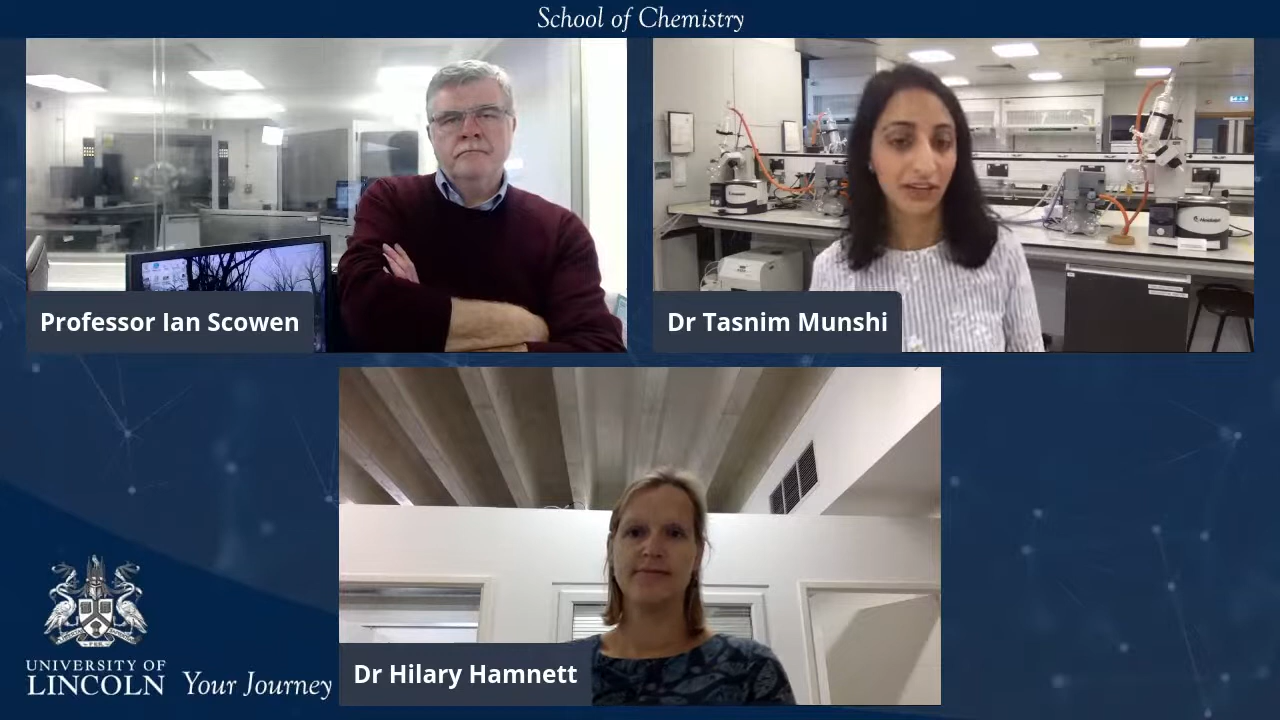 School of Chemistry
Professor Ian Scowen
Dr Tasnim Munshi
Dr Hilary Hamnett
UNIVERSITY OF
LINCOLN
Your Journey